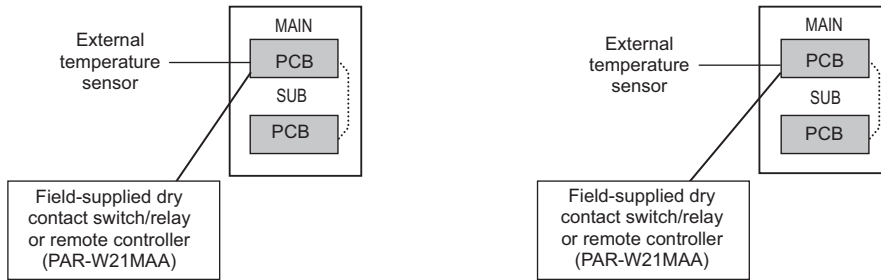 MAIN
External
temperature
sensor
PCB
SUB
PCB
Field-supplied dry
contact switch/relay
or remote controller
(PAR-W21MAA)
MAIN
External
temperature
sensor
PCB
SUB
PCB
Field-supplied dry
contact switch/relay
or remote controller
(PAR-W21MAA)